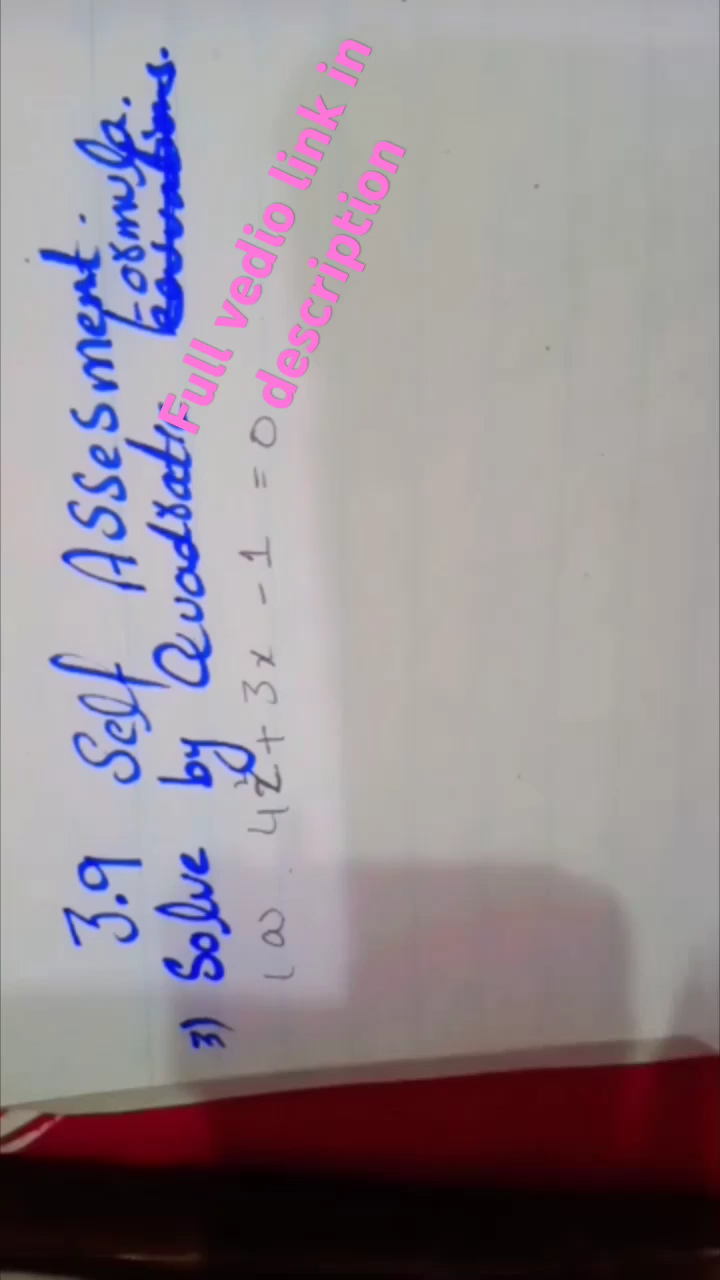 3.9 Self Assesment.
3) Solve by Quadratic Formula.
(a). 4x²+3x-1=0
Full vedio link in
description